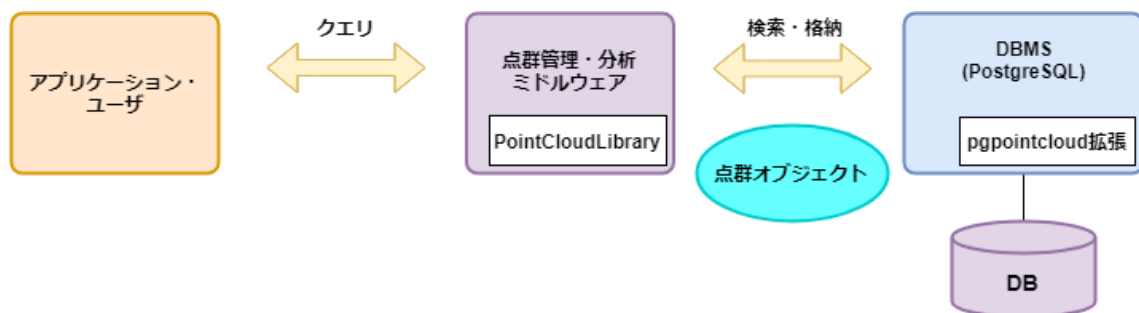 アプリケーション・
ユーザ
クエリ
点群管理・分析
ミドルウェア
PointCloudLibrary
検索・格納
点群オブジェクト
DBMS
(PostgreSQL)
pgpointcloud拡張
DB